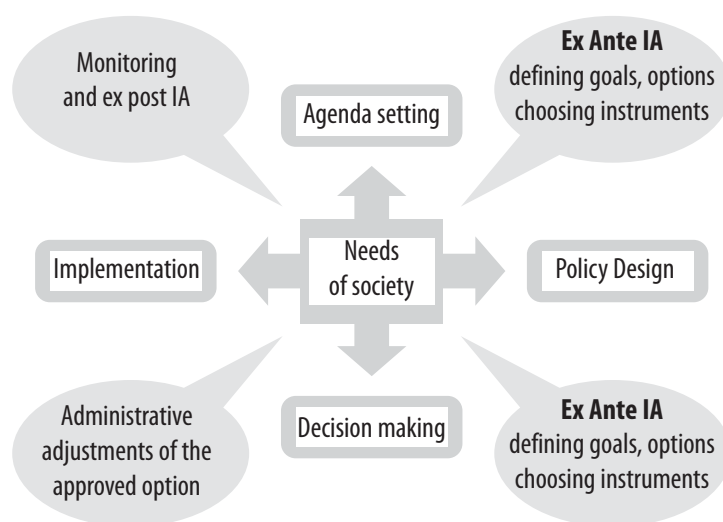 Monitoring
and ex post IA
Ex Ante IA
defining goals, options
choosing instruments
Agenda setting
Implementation
Needs
of society
Policy Design
Administrative
adjustments of the
approved option
Decision making
Ex Ante IA
defining goals, options
choosing instruments